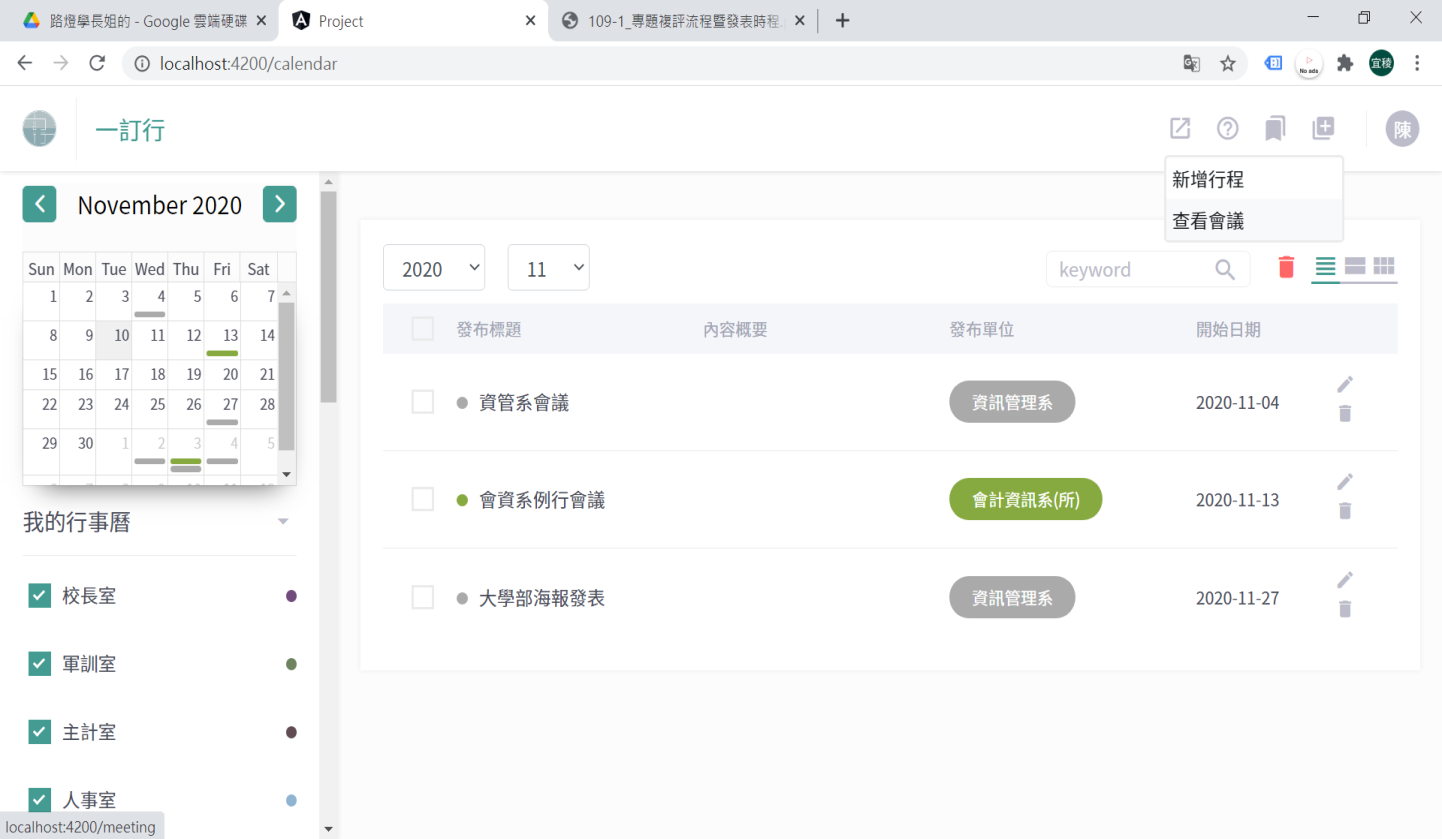 路燈學長姐的 - Google 雲端硬碟
Project
109-1_專題複評流程暨發表時程
localhost:4200/calendar
No ads
宜稜
一訂行
陳
新增行程
查看會議
November 2020
Sun Mon Tue Wed Thu Fri Sat
1 2 3 4 5 6 7
8 9 10 11 12 13 14
15 16 17 18 19 20 21
22 23 24 25 26 27 28
29 30 1 2 3 4 5
我的行事曆
校長室
軍訓室
主計室
人事室
2020 11 keyword
發布標題 內容概要 發布單位 開始日期
資管系會議 資訊管理系 2020-11-04
會資系例行會議 會計資訊系(所) 2020-11-13
大學部海報發表 資訊管理系 2020-11-27
localhost:4200/meeting